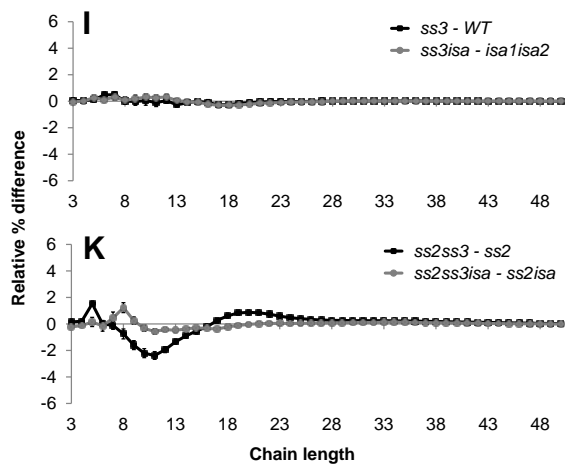 I
ss3 - WT
ss3isa - isa1isa2
6
4
2
0
-2
-4
-6
3 8 13 18 23 28 33 38 43 48
Relative % difference
K
ss2ss3 - ss2
ss2ss3isa - ss2isa
6
4
2
0
-2
-4
-6
3 8 13 18 23 28 33 38 43 48
Chain length